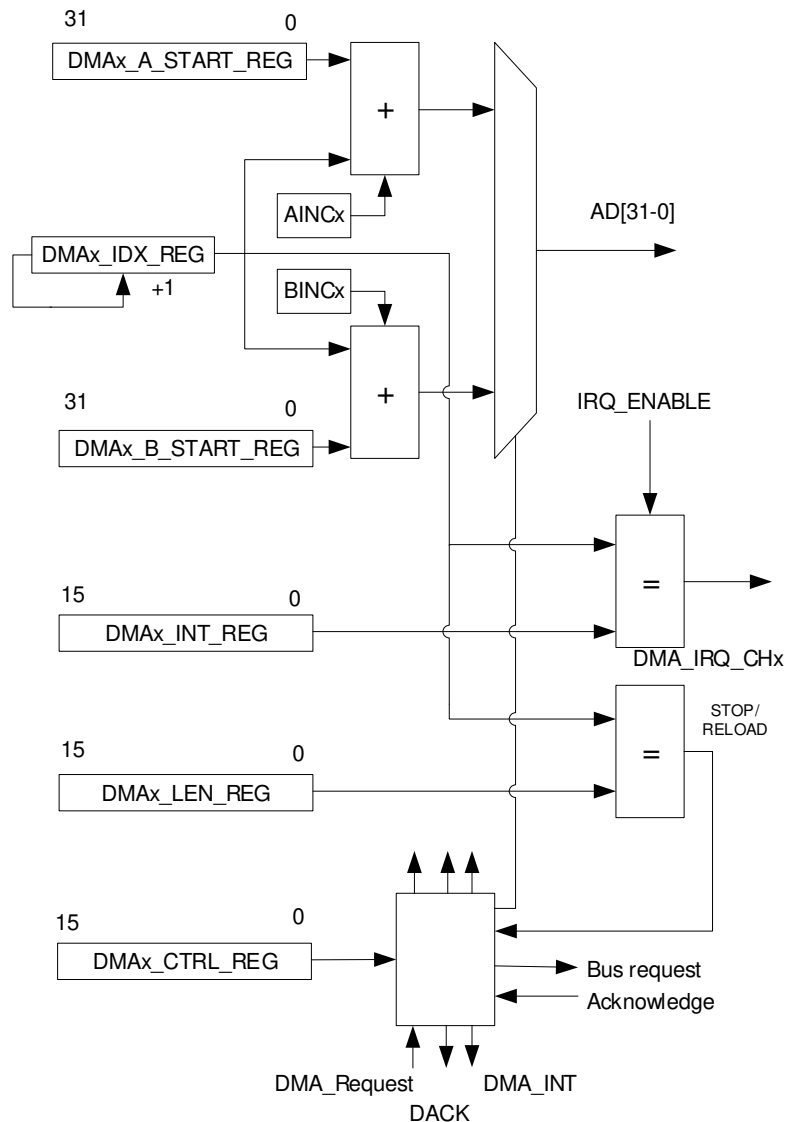 31 0
DMAx_A_START_REG
+
AINCx
AD[31-0]
DMAx_IDX_REG
+1
BINCx
+
31 0
DMAx_B_START_REG
IRQ_ENABLE
15 0
DMAx_INT_REG
=
DMA_IRQ_CHx
STOP/
RELOAD
=
15 0
DMAx_LEN_REG
15 0
DMAx_CTRL_REG
Bus request
Acknowledge
DMA_Request
DMA_INT
DACK